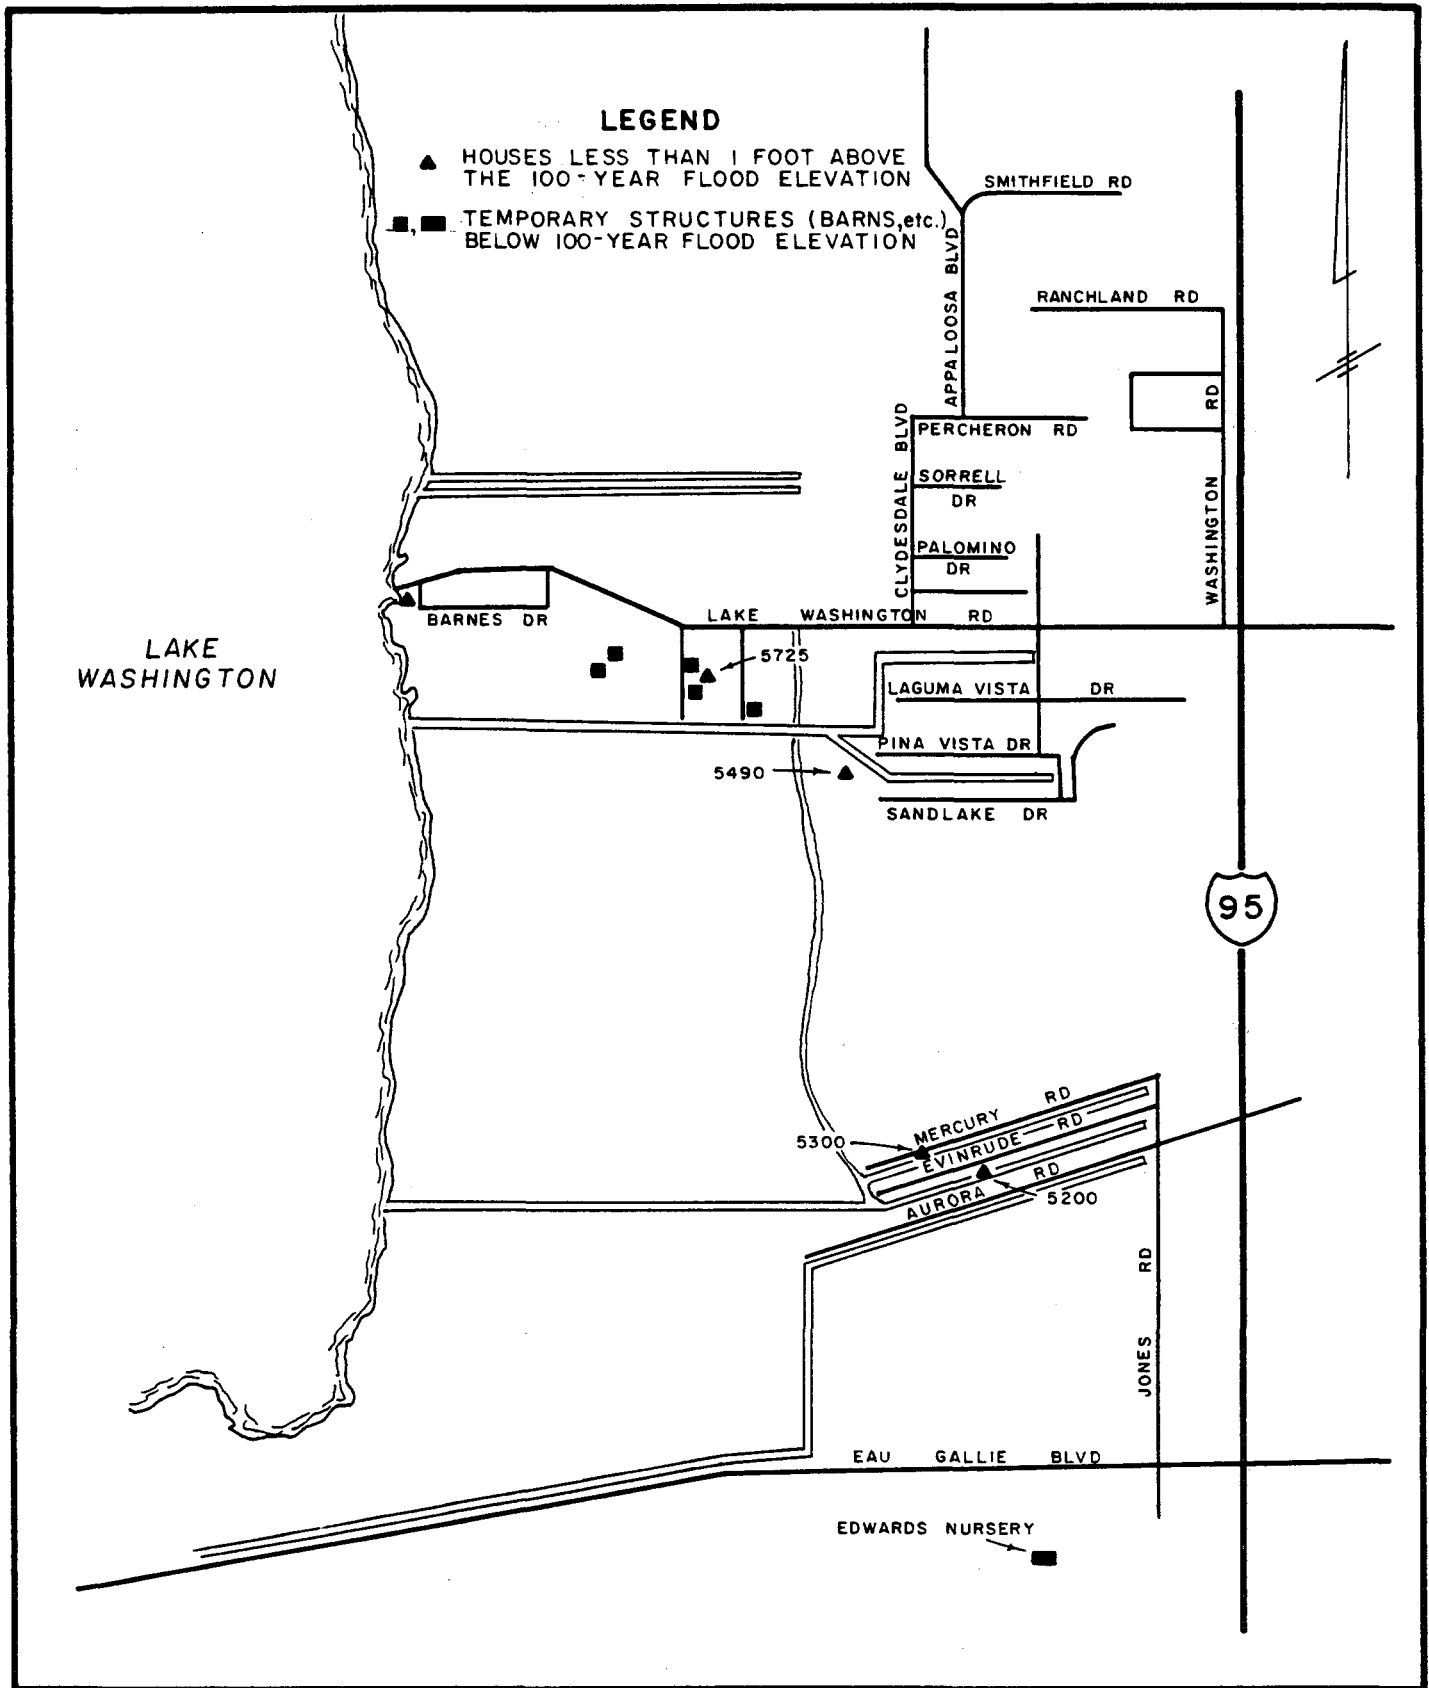 LEGEND
HOUSES LESS THAN 1 FOOT ABOVE
THE 100-YEAR FLOOD ELEVATION
TEMPORARY STRUCTURES (BARNS,etc.)
BELOW 100-YEAR FLOOD ELEVATION
SMITHFIELD RD
APPALOOSA BLVD
RANCHLAND RD
WASHINGTON RD
CLYDESDALE BLVD
PERCHERON RD
SORRELL
DR
PALOMINO
DR
LAKE WASHINGTON RD
BARNES DR
LAKE
WASHINGTON
5725
LAGUMA VISTA DR
PINA VISTA DR
5490
SANDLAKE DR
95
MERCURY RD
5300
EVINRUDE RD
AURORA RD
5200
JONES RD
EAU GALLIE BLVD
EDWARDS NURSERY